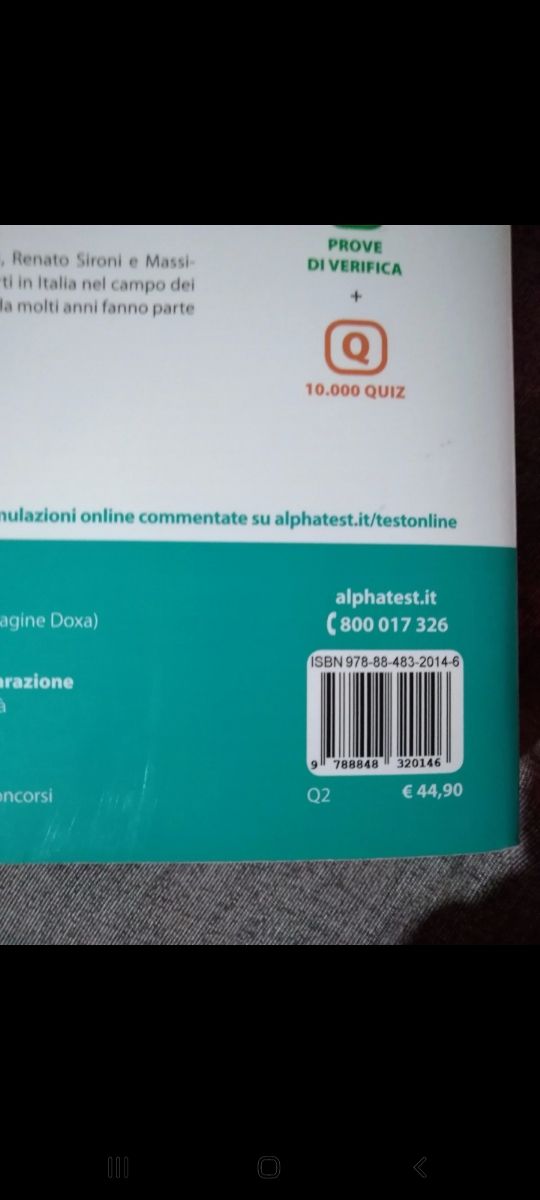 PROVE
DI VERIFICA
+
Q
10.000 QUIZ
, Renato Sironi e Massi-
ti in Italia nel campo dei
la molti anni fanno parte
mulazioni online commentate su alphatest.it/testonline
agine Doxa)
arazione
à
oncorsi
alphatest.it
800 017 326
ISBN 978-88-483-2014-6
9 788848 320146
Q2
€ 44,90